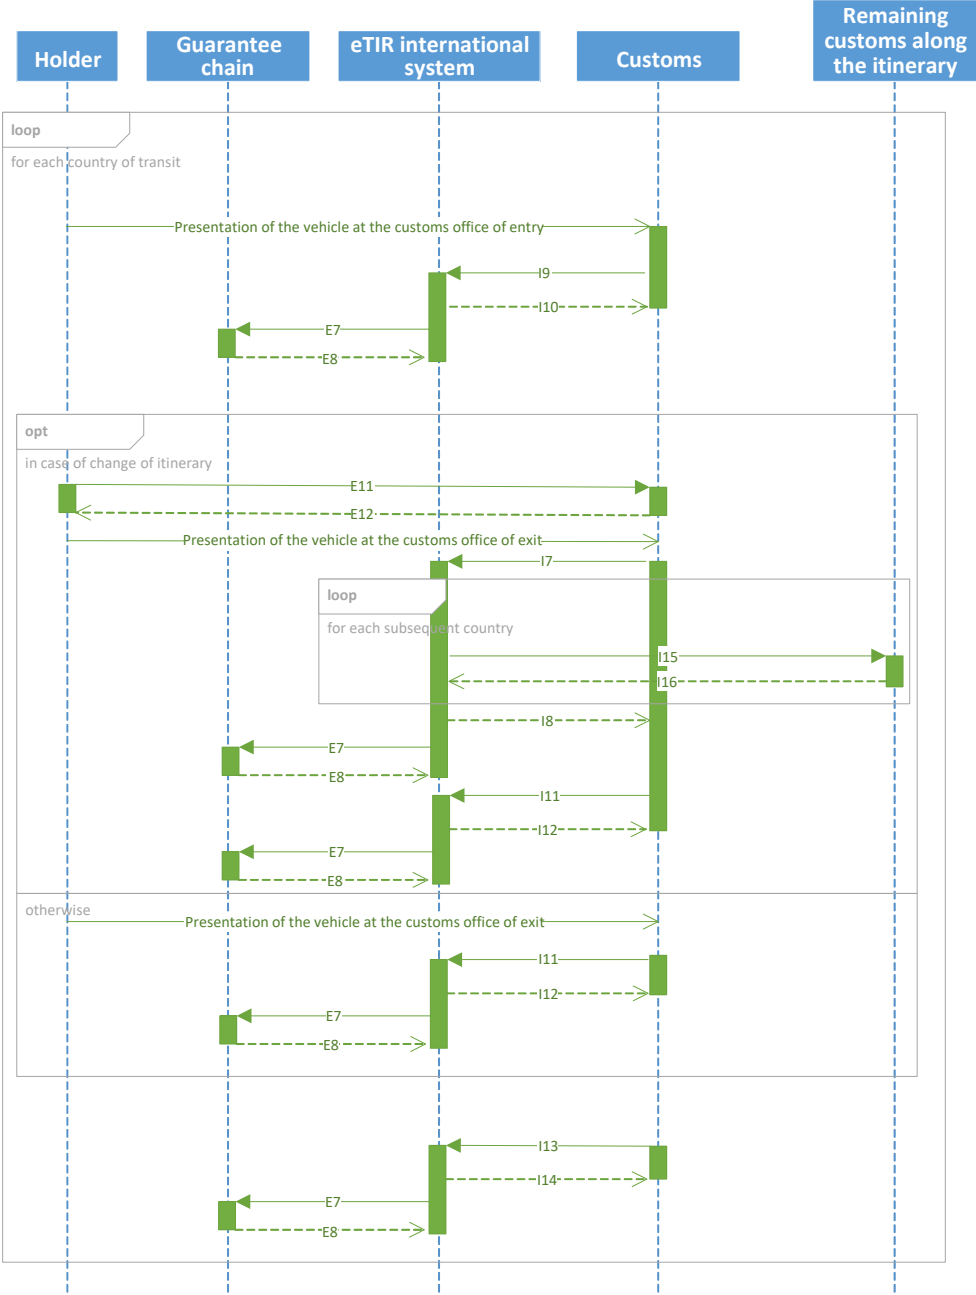 Holder
Guarantee
chain
eTIR international
system
Customs
Remaining
customs along
the itinerary
loop
for each country of transit
Presentation of the vehicle at the customs office of entry
I9
I10
E7
E8
opt
in case of change of itinerary
E11
E12
Presentation of the vehicle at the customs office of exit
I7
loop
for each subsequent country
I15
I16
I8
E7
E8
I11
I12
E7
E8
otherwise
Presentation of the vehicle at the customs office of exit
I11
I12
E7
E8
I13
I14
E7
E8